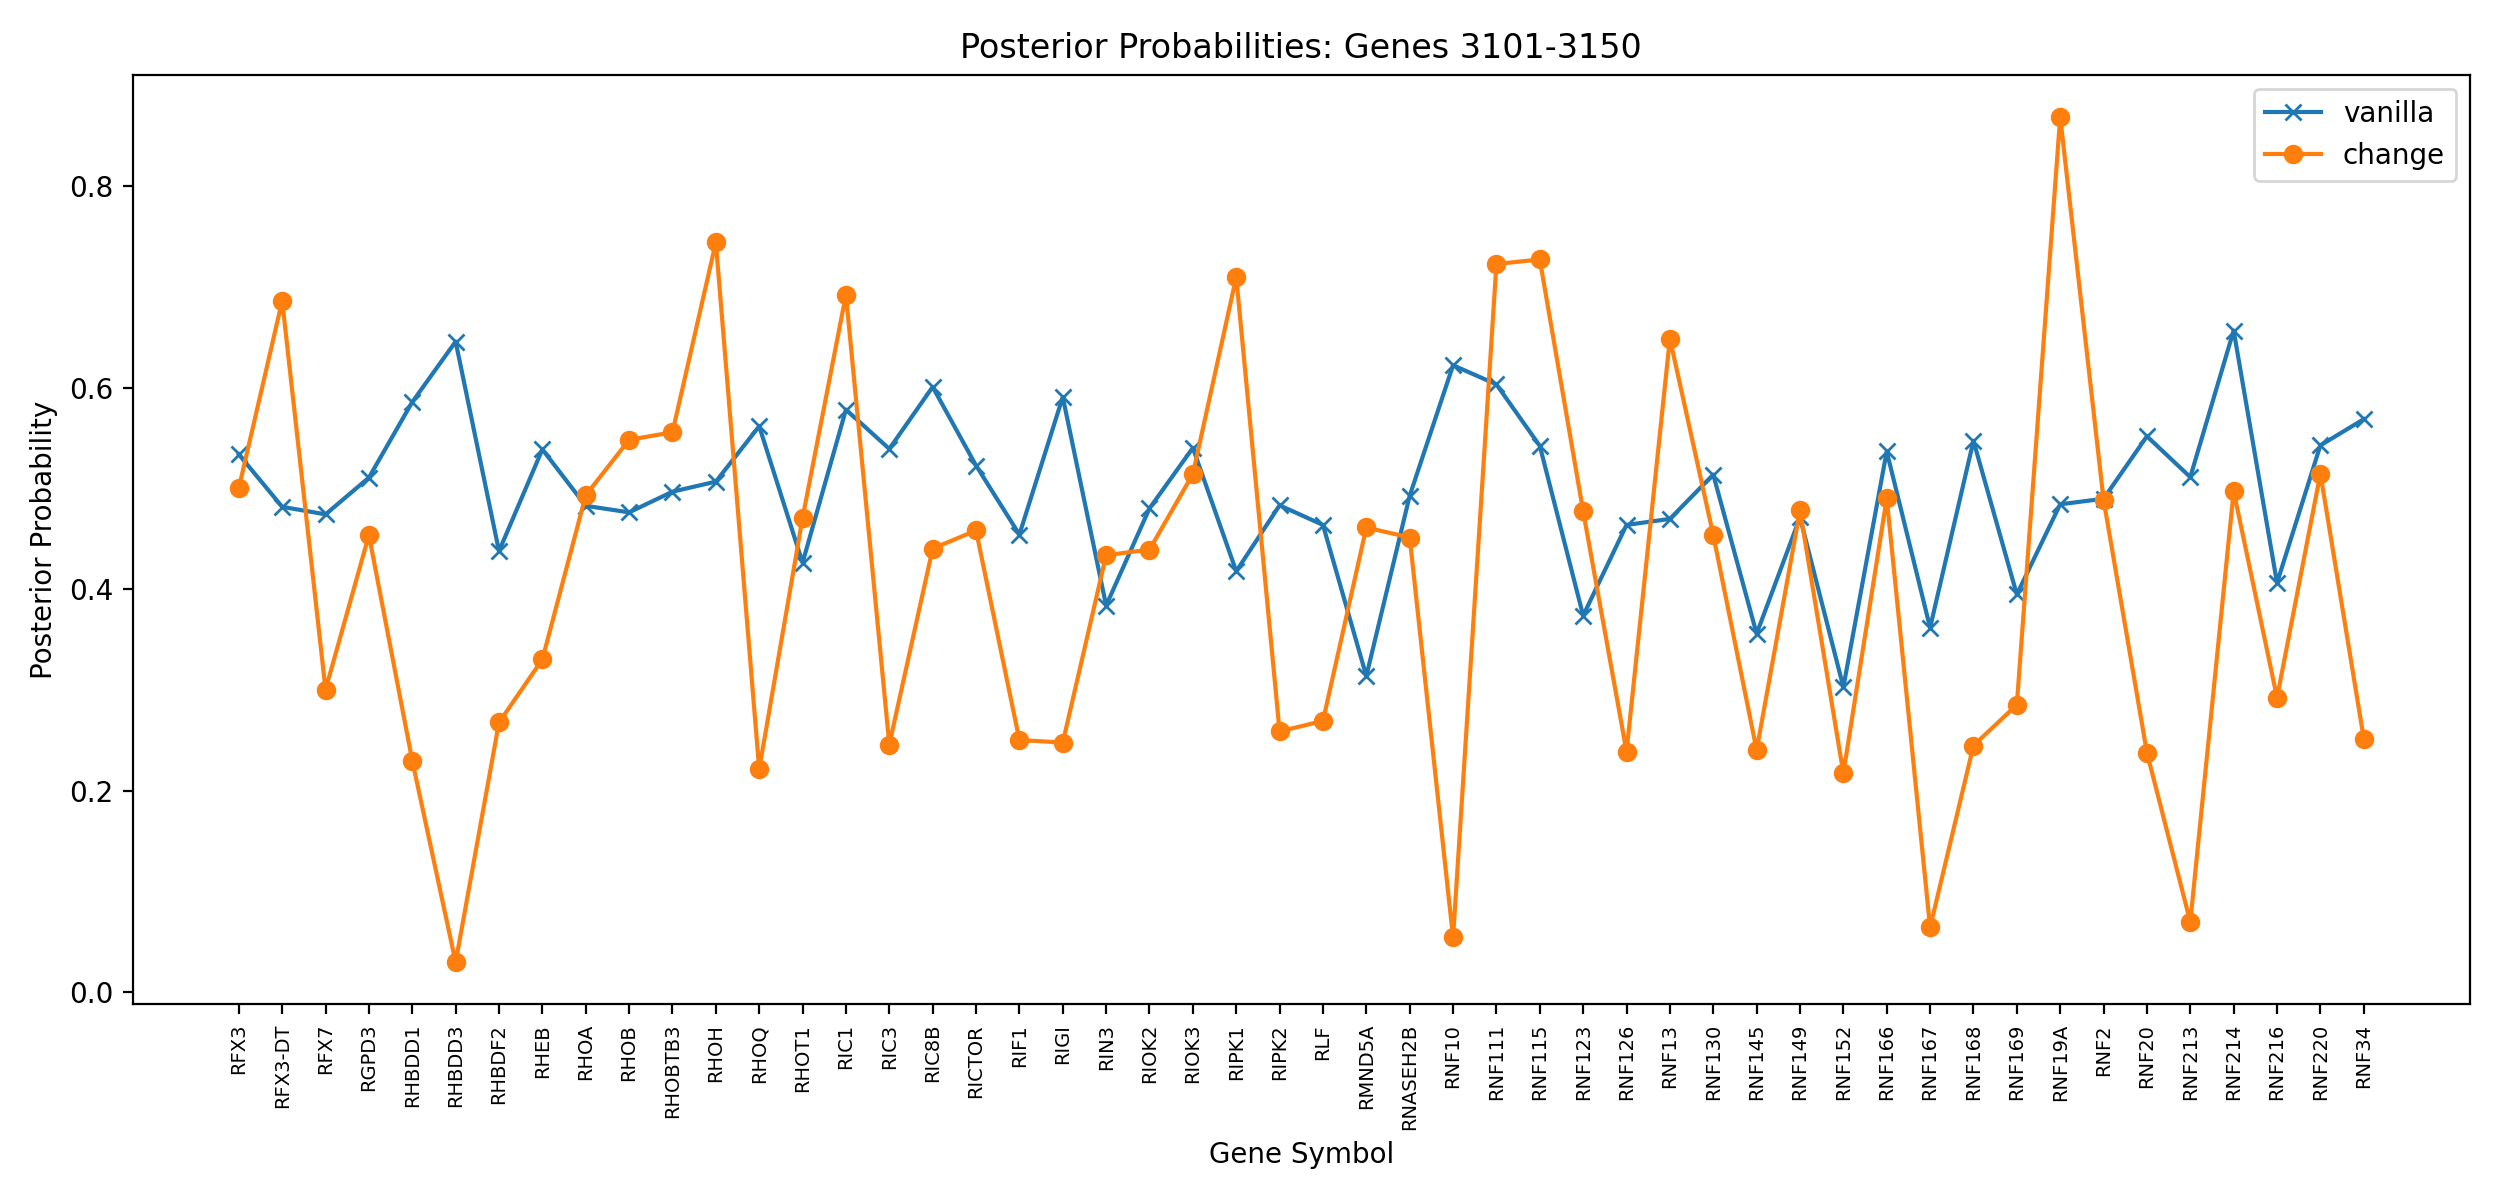 Posterior Probabilities: Genes 3101-3150
vanilla
change
Posterior Probability
0.8
0.6
0.4
0.2
0.0
RFX3
RFX3-DT
RFX7
RGPD3
RHBDD1
RHBDD3
RHBDF2
RHEB
RHOA
RHOB
RHOBTB3
RHOH
RHOQ
RHOT1
RIC1
RIC3
RIC8B
RICTOR
RIF1
RIGI
RIN3
RIOK2
RIOK3
RIPK1
RIPK2
RLF
RMND5A
RNASEH2B
RNF10
RNF111
RNF115
RNF123
RNF126
RNF13
RNF130
RNF145
RNF149
RNF152
RNF166
RNF167
RNF168
RNF169
RNF19A
RNF2
RNF20
RNF213
RNF214
RNF216
RNF220
RNF34
Gene Symbol